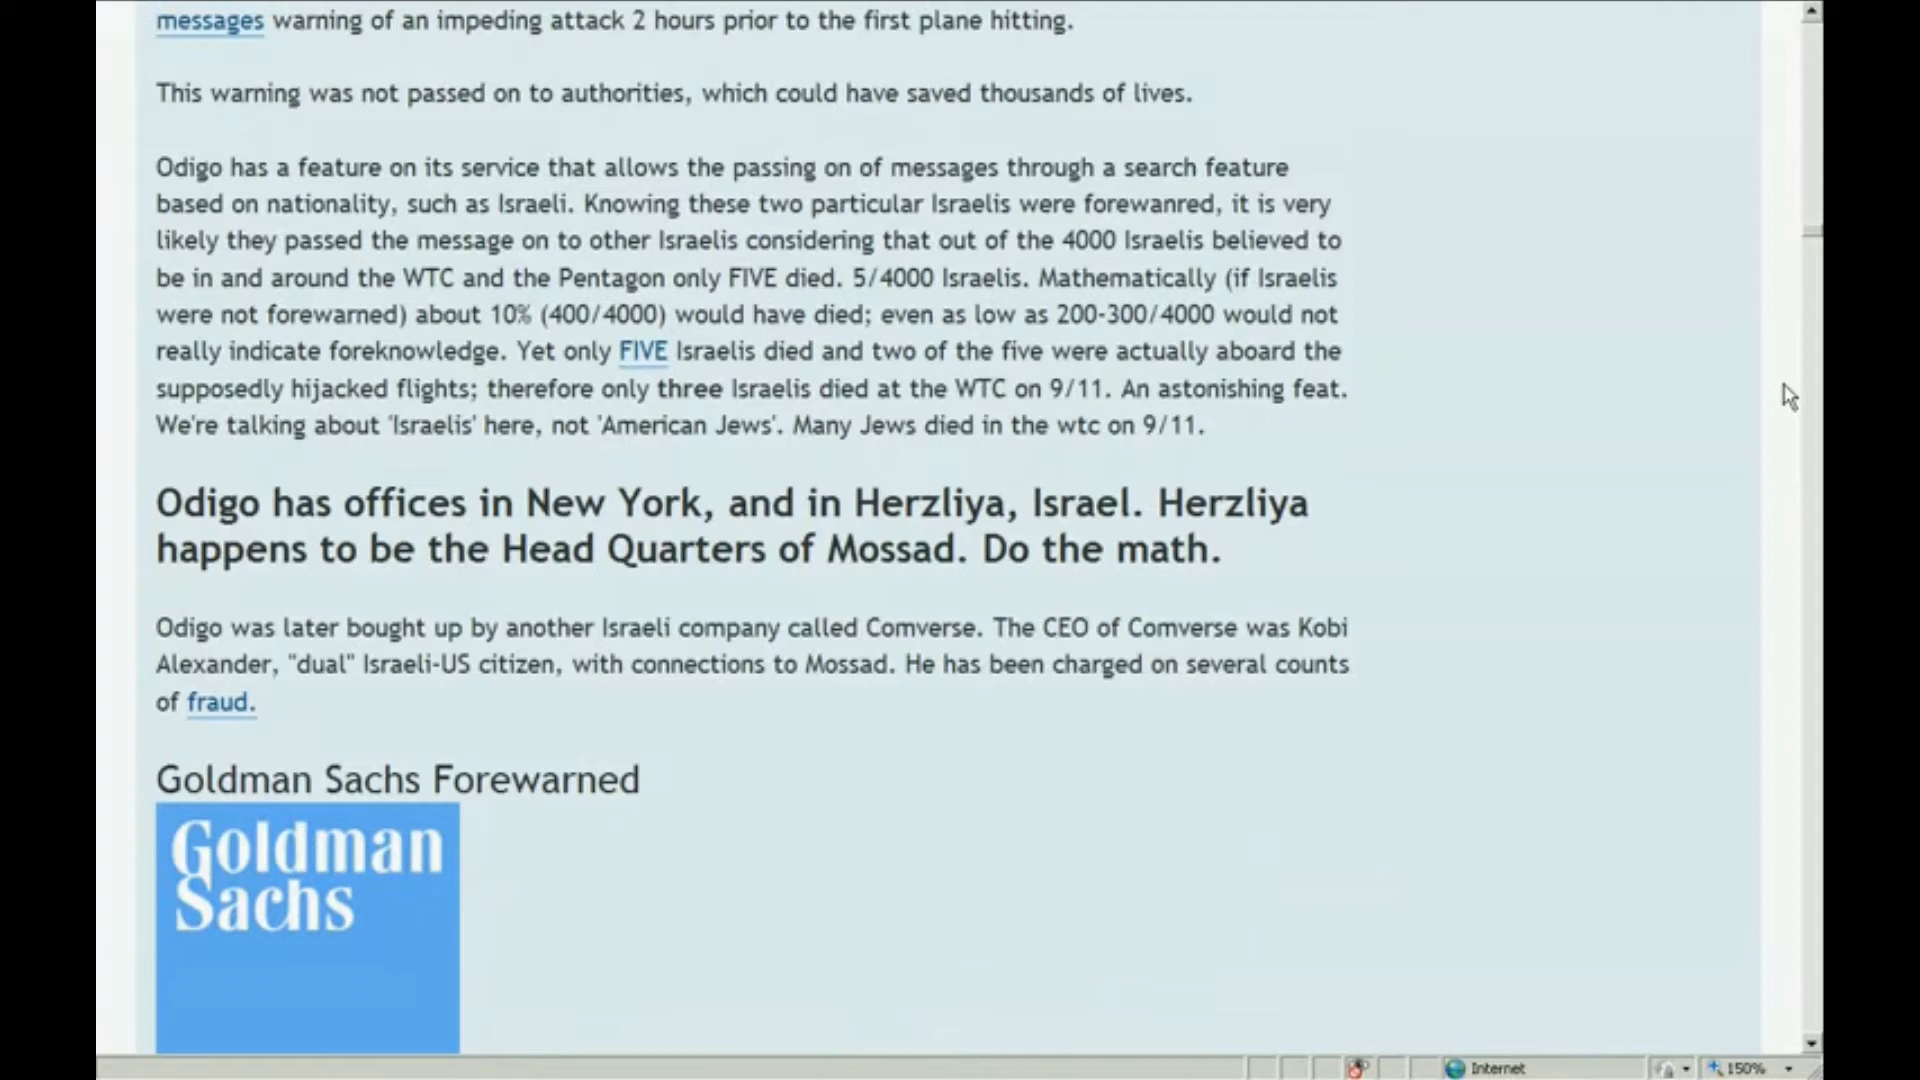 messages warning of an impeding attack 2 hours prior to the first plane hitting.
This warning was not passed on to authorities, which could have saved thousands of lives.
Odigo has a feature on its service that allows the passing on of messages through a search feature
based on nationality, such as Israeli. Knowing these two particular Israelis were forewanred, it is very
likely they passed the message on to other Israelis considering that out of the 4000 Israelis believed to
be in and around the WTC and the Pentagon only FIVE died. 5/4000 Israelis. Mathematically (if Israelis
were not forewarned) about 10% (400/4000) would have died; even as low as 200-300/4000 would not
really indicate foreknowledge. Yet only FIVE Israelis died and two of the five were actually aboard the
supposedly hijacked flights; therefore only three Israelis died at the WTC on 9/11. An astonishing feat.
We're talking about 'Israelis' here, not 'American Jews'. Many Jews died in the wtc on 9/11.
Odigo has offices in New York, and in Herzliya, Israel. Herzliya
happens to be the Head Quarters of Mossad. Do the math.
Odigo was later bought up by another Israeli company called Comverse. The CEO of Comverse was Kobi
Alexander, "dual" Israeli-US citizen, with connections to Mossad. He has been charged on several counts
of fraud.
Goldman Sachs Forewarned
Goldman
Sachs
Internet
150%